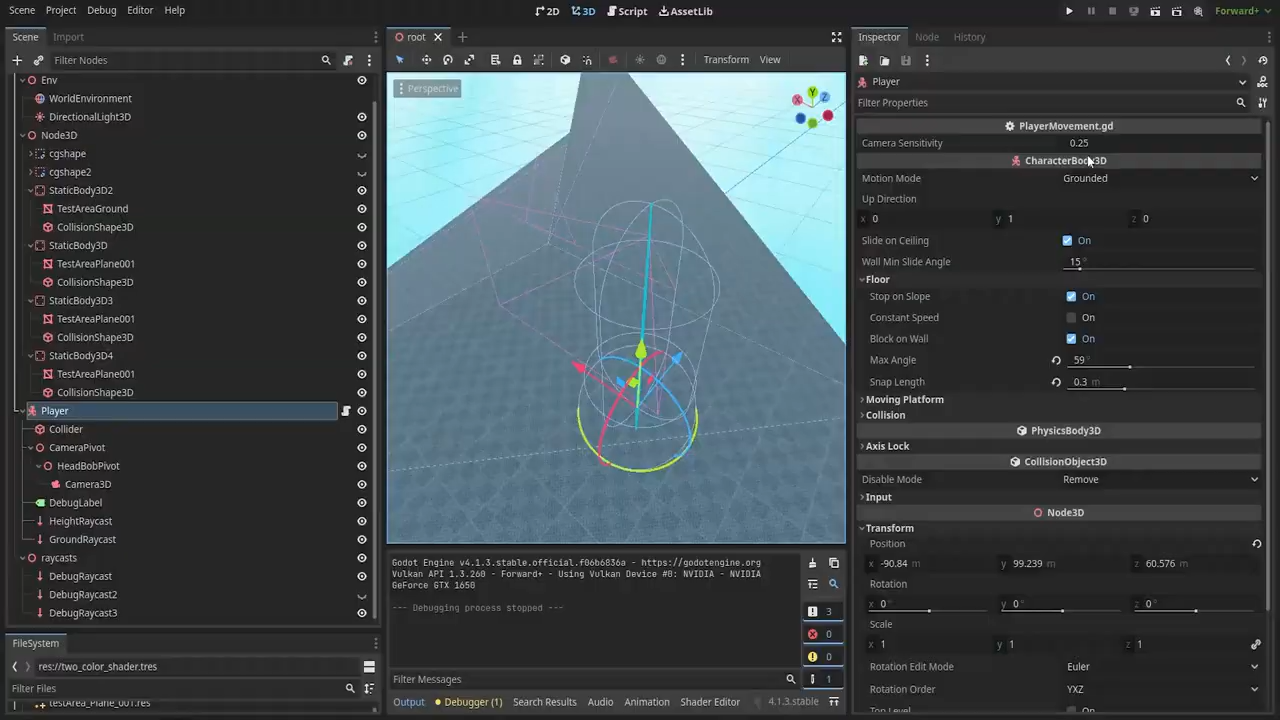 Scene Project Debug Editor Help
2D 3D Script AssetLib
Forward+
Scene Import
Filter Nodes
Env
WorldEnvironment
DirectionalLight3D
Node3D
cgshape
cgshape2
StaticBody3D2
TestAreaGround
CollisionShape3D
StaticBody3D
TestAreaPlane001
CollisionShape3D
StaticBody3D3
TestAreaPlane001
CollisionShape3D
StaticBody3D4
TestAreaPlane001
CollisionShape3D
Player
Collider
CameraPivot
HeadBobPivot
Camera3D
DebugLabel
HeightRaycast
GroundRaycast
raycasts
DebugRaycast
DebugRaycast2
DebugRaycast3
FileSystem
res://two_color_shader.tres
Filter Files
testArea_Plane_001.res
root
Transform View
Perspective
Y
X
Z
Godot Engine v4.1.3.stable.official.f06b6836a - https://godotengine.org
Vulkan API 1.3.260 - Forward+ - Using Vulkan Device #0: NVIDIA - NVIDIA
GeForce GTX 1650
--- Debugging process stopped ---
3
0
0
1
Filter Messages
Output Debugger (1) Search Results Audio Animation Shader Editor 4.1.3.stable
Inspector Node History
Player
Filter Properties
PlayerMovement.gd
Camera Sensitivity 0.25
CharacterBody3D
Motion Mode Grounded
Up Direction
x 0 y 1 z 0
Slide on Ceiling On
Wall Min Slide Angle 15 °
Floor
Stop on Slope On
Constant Speed On
Block on Wall On
Max Angle 59 °
Snap Length 0.3 m
Moving Platform
Collision
PhysicsBody3D
Axis Lock
CollisionObject3D
Disable Mode Remove
Input
Node3D
Transform
Position
x -90.84 m y 99.239 m z 60.576 m
Rotation
x 0 ° y 0 ° z 0 °
Scale
x 1 y 1 z 1
Rotation Edit Mode Euler
Rotation Order YXZ
Top Level On